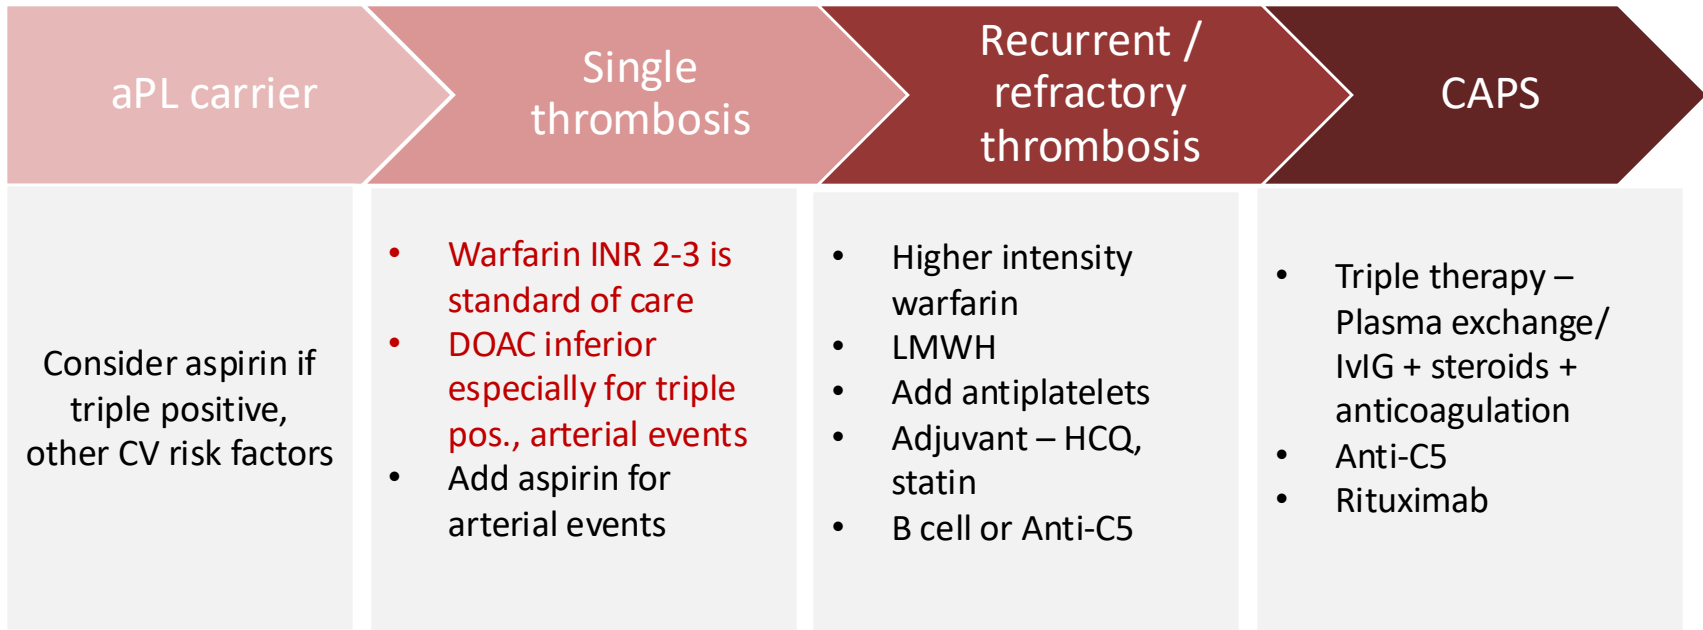 aPL carrier
Single
thrombosis
Recurrent /
refractory
thrombosis
CAPS
Consider aspirin if
triple positive,
other CV risk factors
• Warfarin INR 2-3 is
standard of care
• DOAC inferior
especially for triple
pos., arterial events
• Add aspirin for
arterial events
• Higher intensity
warfarin
• LMWH
• Add antiplatelets
• Adjuvant – HCQ,
statin
• B cell or Anti-C5
• Triple therapy –
Plasma exchange/
IvIG + steroids +
anticoagulation
• Anti-C5
• Rituximab